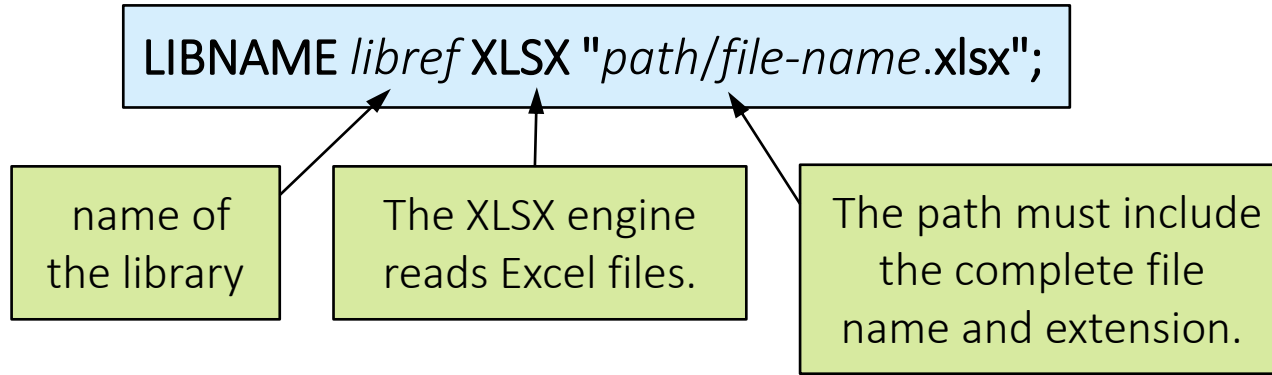 LIBNAME libref XLSX "path/file-name.xlsx";
name of
the library
The XLSX engine
reads Excel files.
The path must include
the complete file
name and extension.